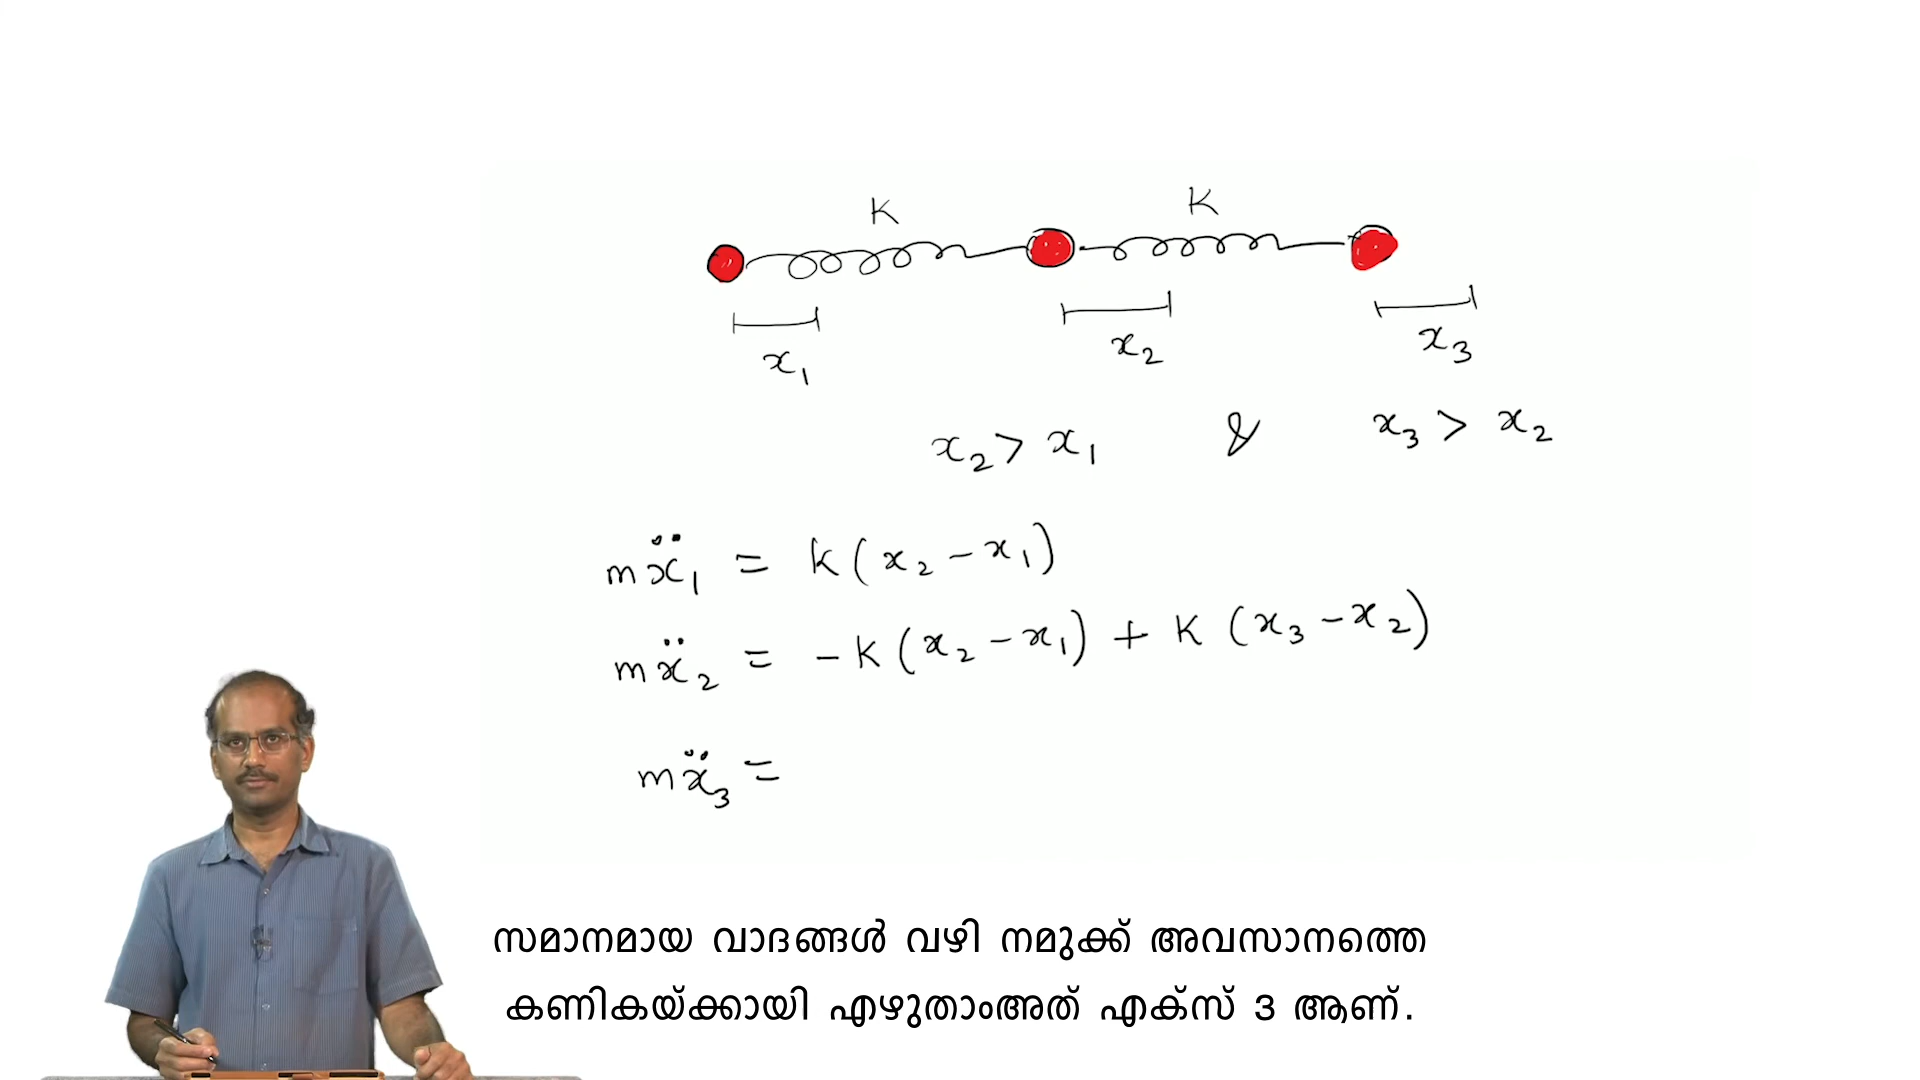 K K
x₁ x₂ x₃
x₂ > x₁ & x₃ > x₂
mẍ₁ = k(x₂ - x₁)
mẍ₂ = -K(x₂ - x₁) + K(x₃ - x₂)
mẍ₃ =
സമാനമായ വാദങ്ങൾ വഴി നമുക്ക് അവസാനത്തെ
കണികയ്ക്കായി എഴുതാംഅത് എക്സ് 3 ആണ്.